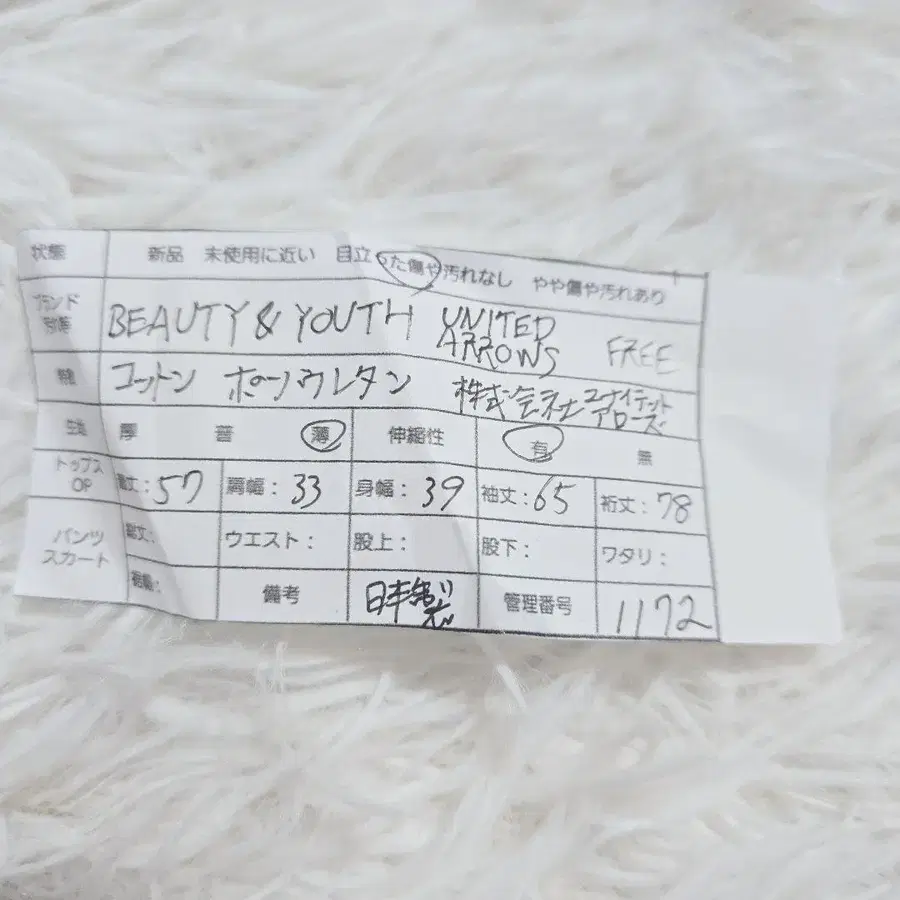 状態 新品 未使用に近い 目立った傷や汚れなし やや傷や汚れあり
ブランド BEAUTY & YOUTH UNITED ARROWS FREE
コットン ポリウレタン 株式会社ユナイテッドアローズ
生地 厚 普 薄 伸縮性 有 無
トップス OP 着丈:57 肩幅:33 身幅:39 袖丈:65 裄丈:78
パンツ スカート 総丈: ウエスト: 股上: 股下: ワタリ:
裾幅: 備考 日本製 管理番号 1172